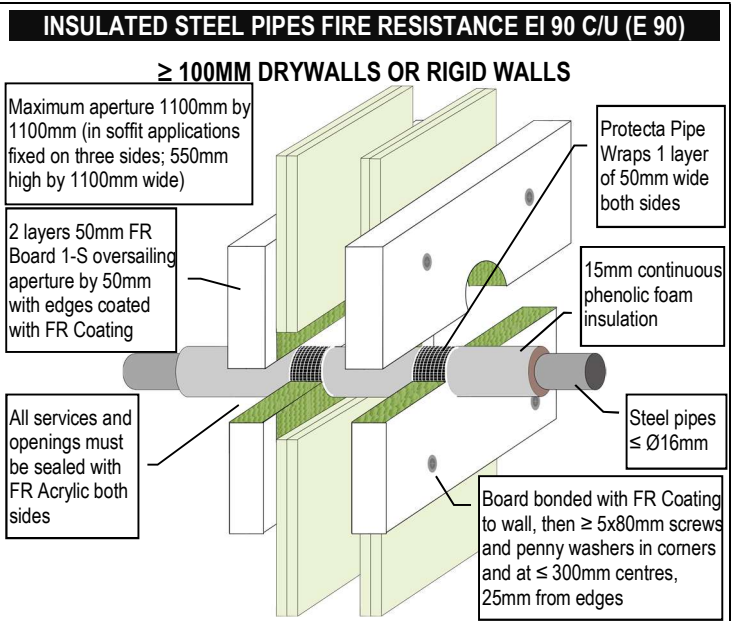 INSULATED STEEL PIPES FIRE RESISTANCE EI 90 C/U (E 90)
≥ 100MM DRYWALLS OR RIGID WALLS
Maximum aperture 1100mm by
1100mm (in soffit applications
fixed on three sides; 550mm
high by 1100mm wide)
2 layers 50mm FR
Board 1-S oversailing
aperture by 50mm
with edges coated
with FR Coating
All services and
openings must
be sealed with
FR Acrylic both
sides
Protecta Pipe
Wraps 1 layer
of 50mm wide
both sides
15mm continuous
phenolic foam
insulation
Steel pipes
≤ Ø16mm
Board bonded with FR Coating
to wall, then ≥ 5x80mm screws
and penny washers in corners
and at ≤ 300mm centres,
25mm from edges